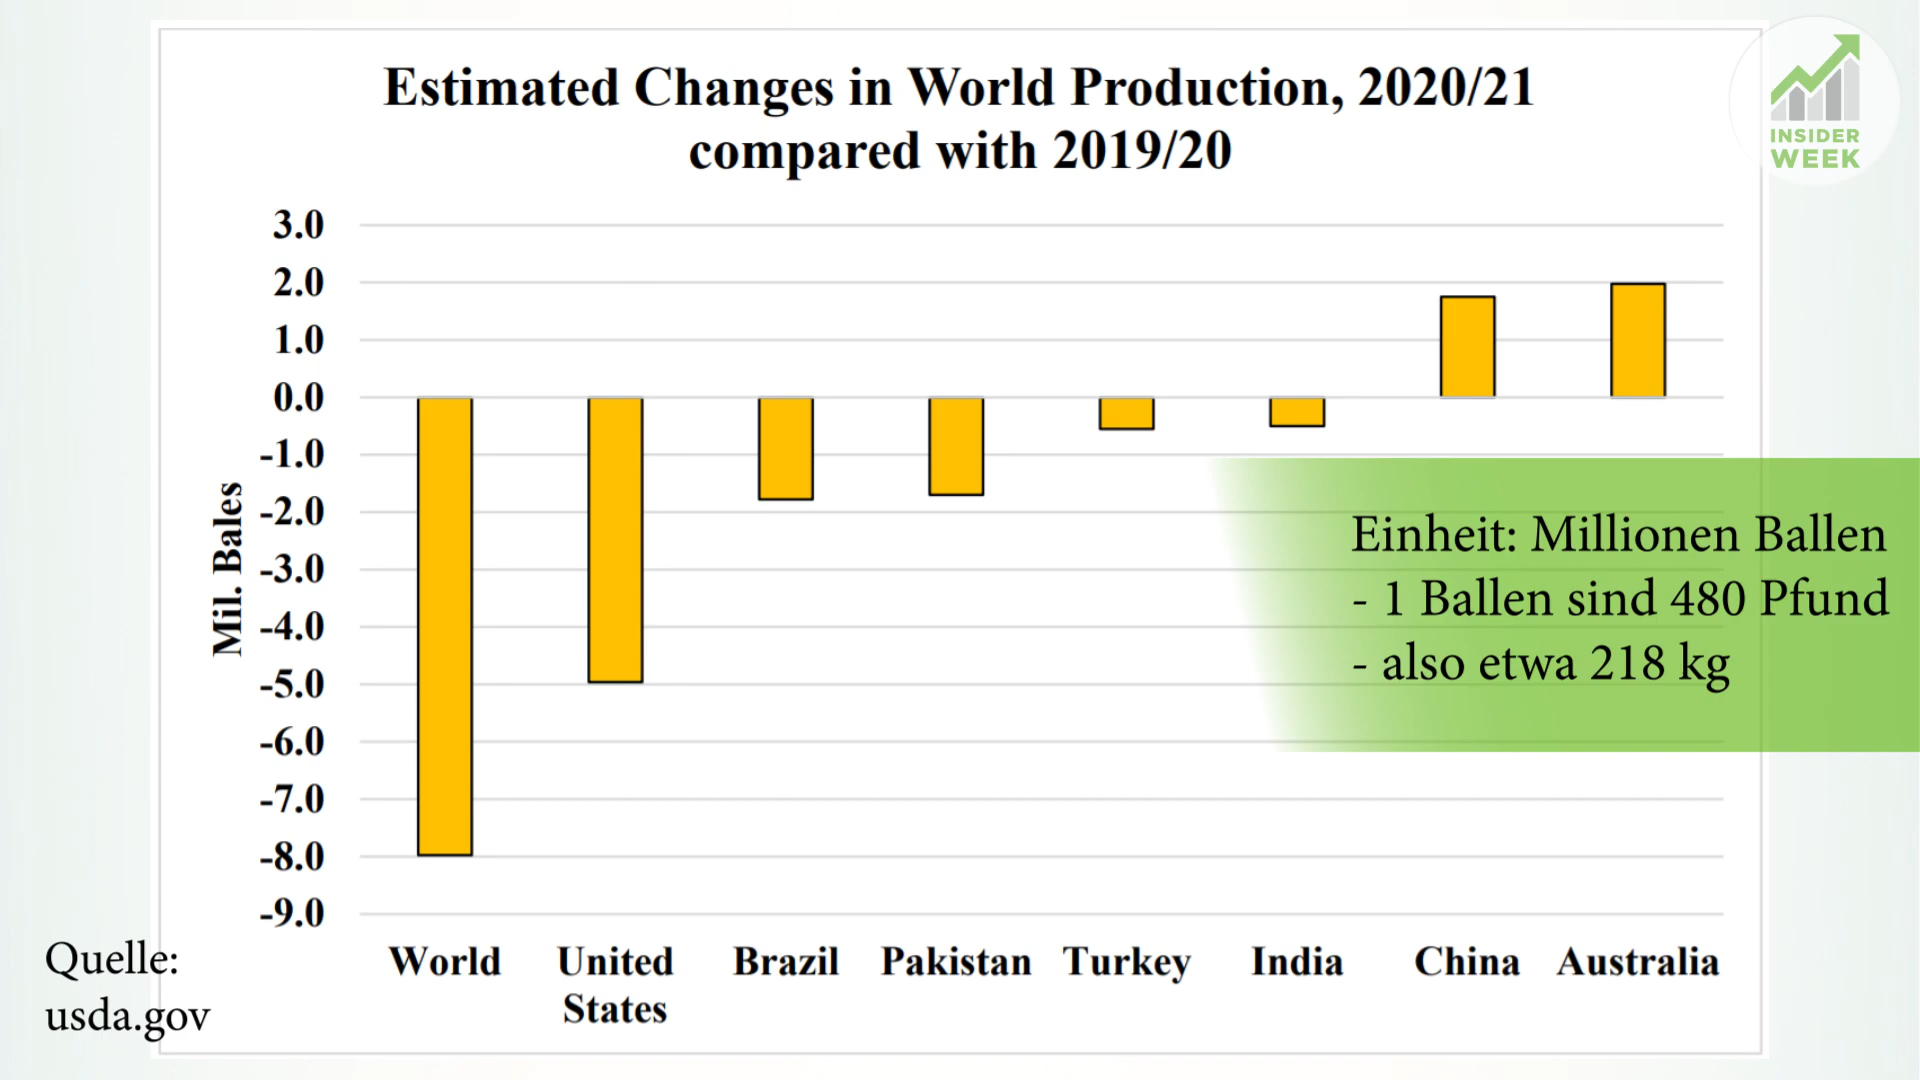 Estimated Changes in World Production, 2020/21
compared with 2019/20
INSIDER
WEEK
3.0
2.0
1.0
0.0
-1.0
-2.0
-3.0
-4.0
-5.0
-6.0
-7.0
-8.0
-9.0
Mil. Bales
Einheit: Millionen Ballen
- 1 Ballen sind 480 Pfund
- also etwa 218 kg
World United Brazil Pakistan Turkey India China Australia
States
Quelle:
usda.gov